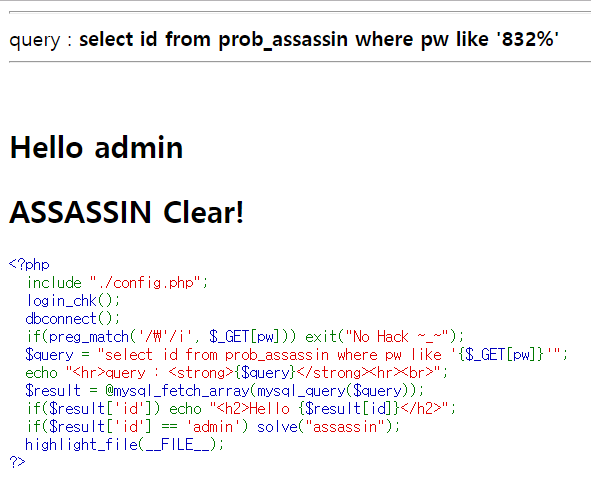 query : select id from prob_assassin where pw like '832%'
Hello admin
ASSASSIN Clear!
<?php
include "./config.php";
login_chk();
dbconnect();
if(preg_match('/₩'/i', $_GET[pw])) exit("No Hack ~_~");
$query = "select id from prob_assassin where pw like '{$_GET[pw]}'";
echo "<hr>query : <strong>{$query}</strong><hr><br>";
$result = @mysql_fetch_array(mysql_query($query));
if($result['id']) echo "<h2>Hello {$result[id]}</h2>";
if($result['id'] == 'admin') solve("assassin");
highlight_file(__FILE__);
?>